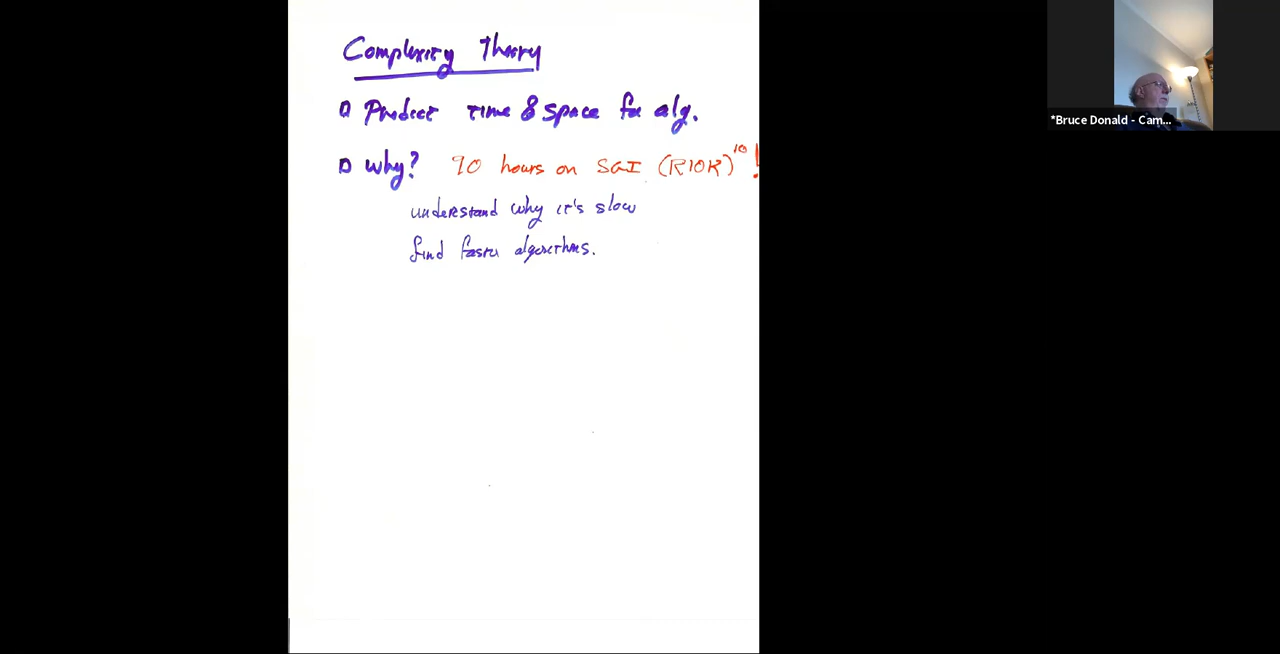 Complexity Theory
Predict time & space for alg.
Why? 90 hours on SGI (R10K)^10!
understand why it's slow
find faster algorithms.
*Bruce Donald - Cam...